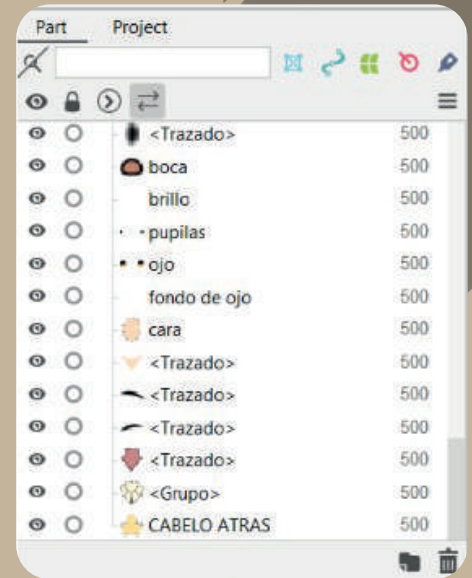 Part Project
<Trazado> 500
boca 500
brillo 500
pupilas 500
ojo 500
fondo de ojo 500
cara 500
<Trazado> 500
<Trazado> 500
<Trazado> 500
<Trazado> 500
<Grupo> 500
CABELO ATRAS 500